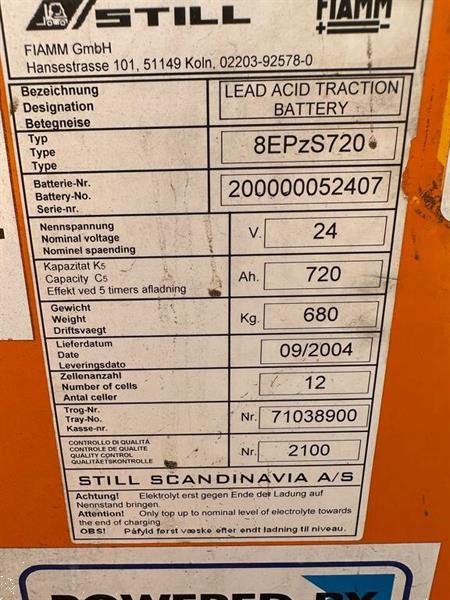 STILL FIAMM
FIAMM GmbH
Hansestrasse 101, 51149 Koln, 02203-92578-0
Bezeichnung
Designation
Betegneise
LEAD ACID TRACTION
BATTERY
Typ
Type
Type
8EPzS720
Batterie-Nr.
Battery-No.
Serie-nr.
200000052407
Nennspannung
Nominal voltage
Nominel spaending
V. 24
Kapazitat K5
Capacity C5
Effekt ved 5 timers afladning
Ah. 720
Gewicht
Weight
Driftsvaegt
Kg. 680
Lieferdatum
Date
Leveringsdato
09/2004
Zellenanzahl
Number of cells
Antal celler
12
Trog-Nr.
Tray-No.
Kasse-nr.
Nr. 71038900
CONTROLLO DI QUALITÁ
CONTROLE DE QUALITE
QUALITY CONTROL
QUALITÄETSKONTROLLE
Nr. 2100
STILL SCANDINAVIA A/S
Achtung! Elektrolyt erst gegen Ende der Ladung auf
Nennstand bringen.
Attention! Only top up to nominal level of electrolyte towards
the end of charging.
OBS! Påfyld først væske efter endt ladning til niveau.
POWERED BY